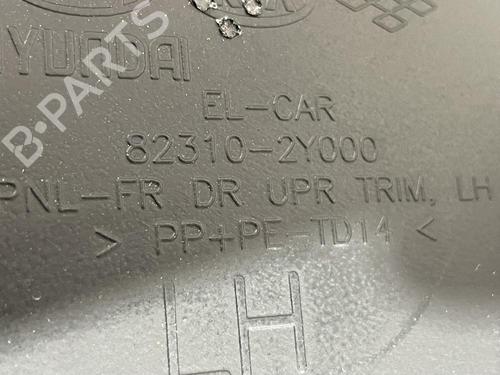 HYUNDAI
EL-CAR
82310-2Y000
PNL-FR DR UPR TRIM, LH
> PP+PE-TD14 <
LH
B-PARTS